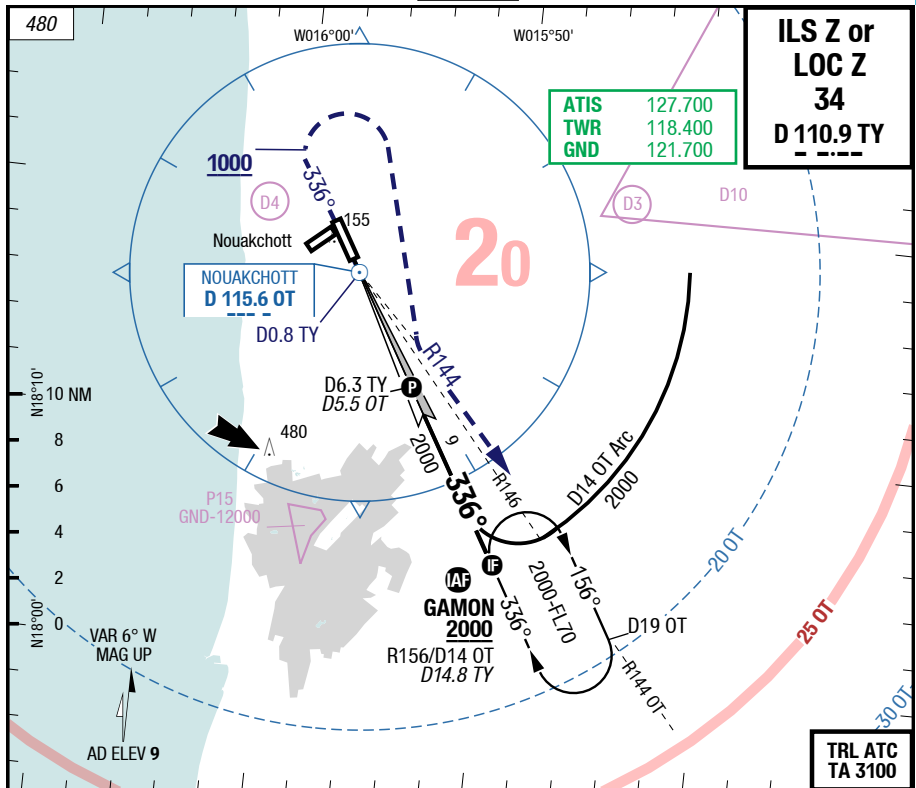 480
W016°00'
W015°50'
ILS Z or
LOC Z
34
D 110.9 TY
ATIS 127.700
TWR 118.400
GND 121.700
1000
336°
D4
155
D3
D10
Nouakchott
20
NOUAKCHOTT
D 115.6 OT
D0.8 TY
R144
D6.3 TY
D5.5 OT
P
N18°10'
10 NM
8
6
4
2
0
N18°00'
480
2000
9
336°
R146
D14 OT Arc
2000
P15
GND-12000
IF
IAF
GAMON
2000
R156/D14 OT
D14.8 TY
336°
2000-FL70
156°
D19 OT
R144 OT
20 OT
25 OT
30 OT
VAR 6° W
MAG UP
AD ELEV 9
TRL ATC
TA 3100